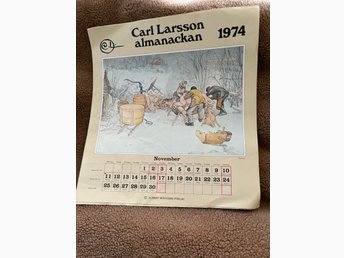 Carl Larsson
almanackan 1974
November
1 2 3 4 5 6 7 8 9 10
11 12 13 14 15 16 17 18 19 20 21 22 23 24
25 26 27 28 29 30